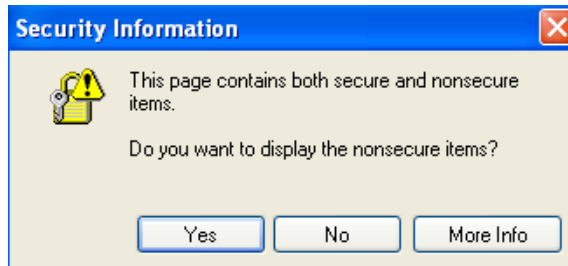 Security Information
This page contains both secure and nonsecure
items.
Do you want to display the nonsecure items?
Yes
No
More Info